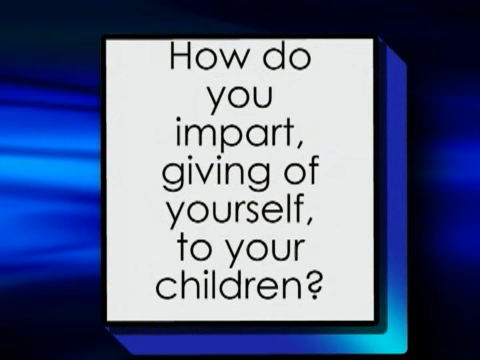 How do
you
impart,
giving of
yourself,
to your
children?